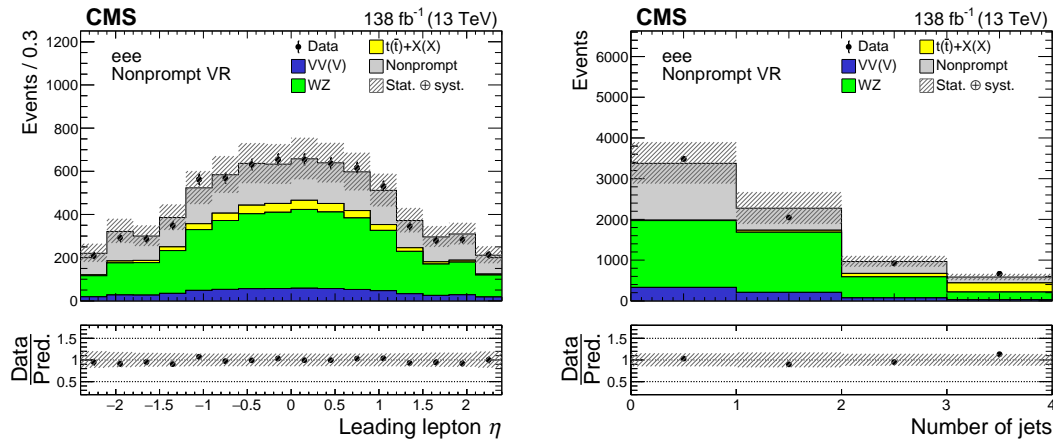 CMS
138 fb⁻¹ (13 TeV)
Events / 0.3
1200
1000
800
600
400
200
0
eee
Nonprompt VR
Data
t(t̄)+X(X)
VV(V)
Nonprompt
WZ
Stat. ⊕ syst.
Data
Pred.
1.5
1
0.5
−2 −1.5 −1 −0.5 0 0.5 1 1.5 2
Leading lepton η
CMS
138 fb⁻¹ (13 TeV)
Events
6000
5000
4000
3000
2000
1000
0
eee
Nonprompt VR
Data
t(t̄)+X(X)
VV(V)
Nonprompt
WZ
Stat. ⊕ syst.
Data
Pred.
1.5
1
0.5
0 1 2 3 4
Number of jets